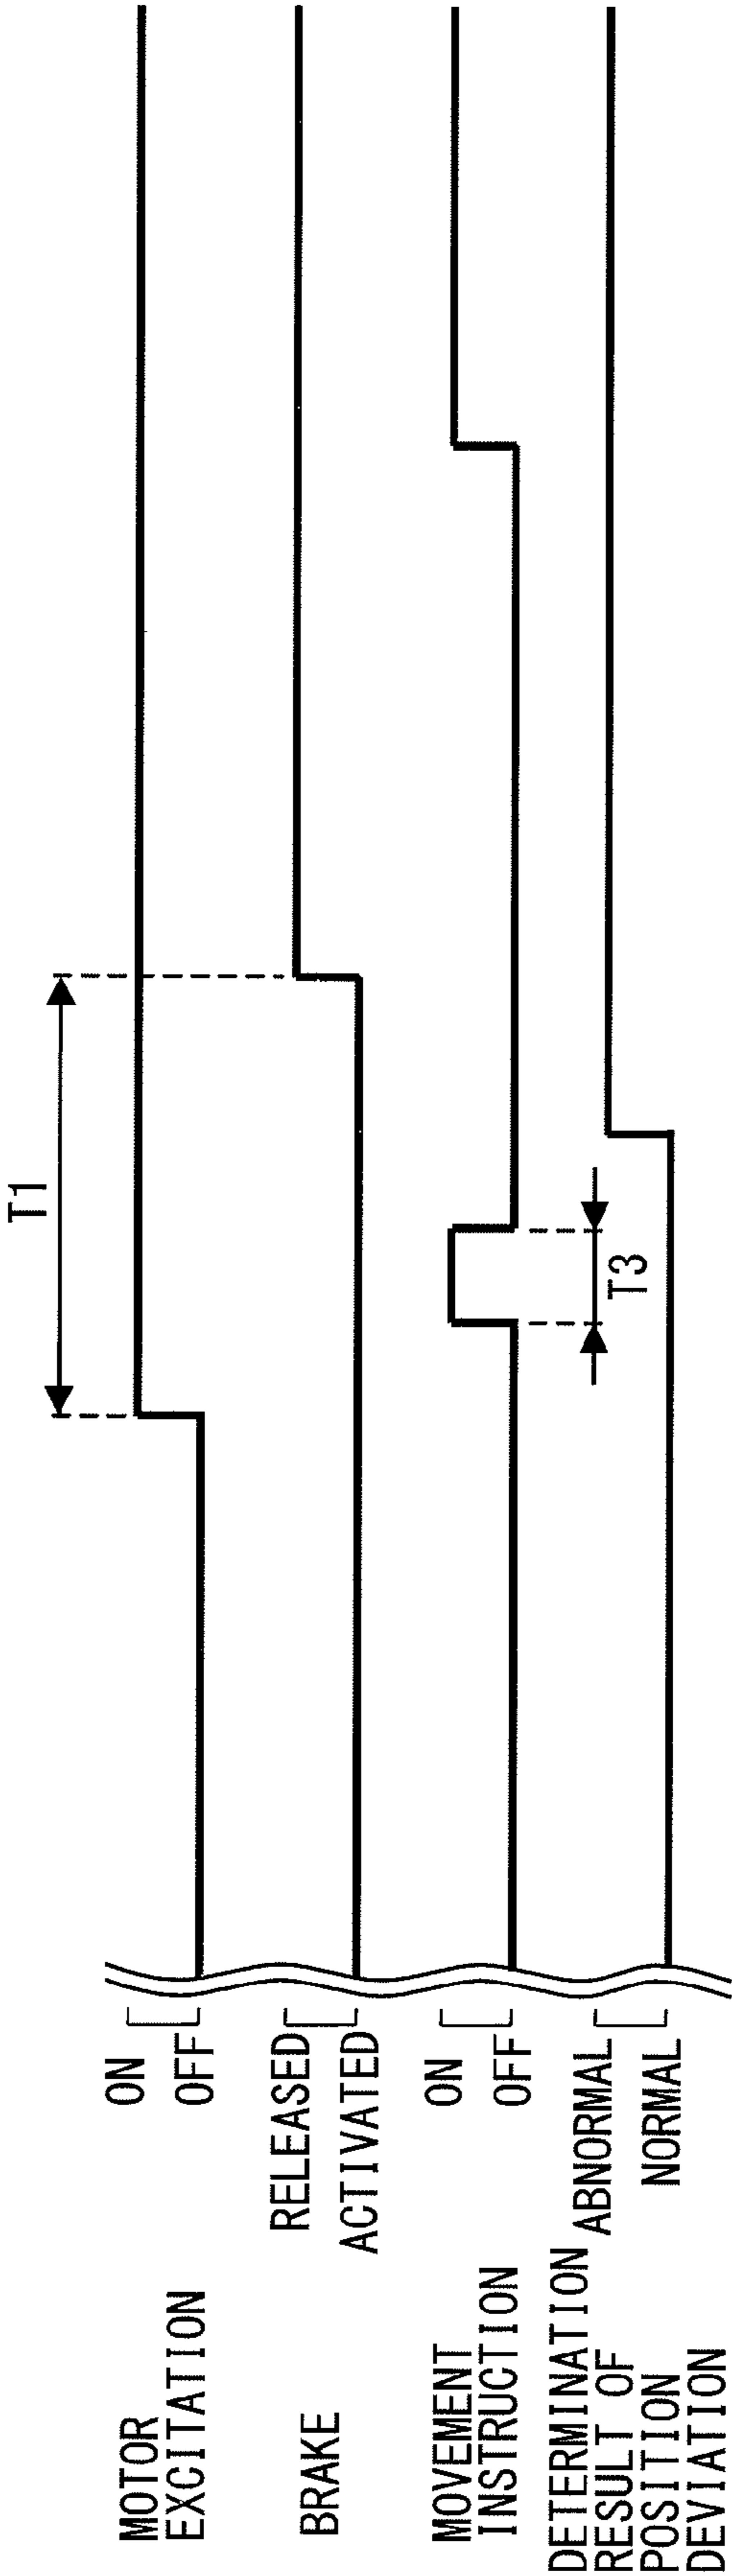 T1
MOTOR
EXCITATION
ON
OFF
BRAKE
RELEASED
ACTIVATED
MOVEMENT
INSTRUCTION
ON
OFF
T3
DETERMINATION
RESULT OF
POSITION
DEVIATION
ABNORMAL
NORMAL